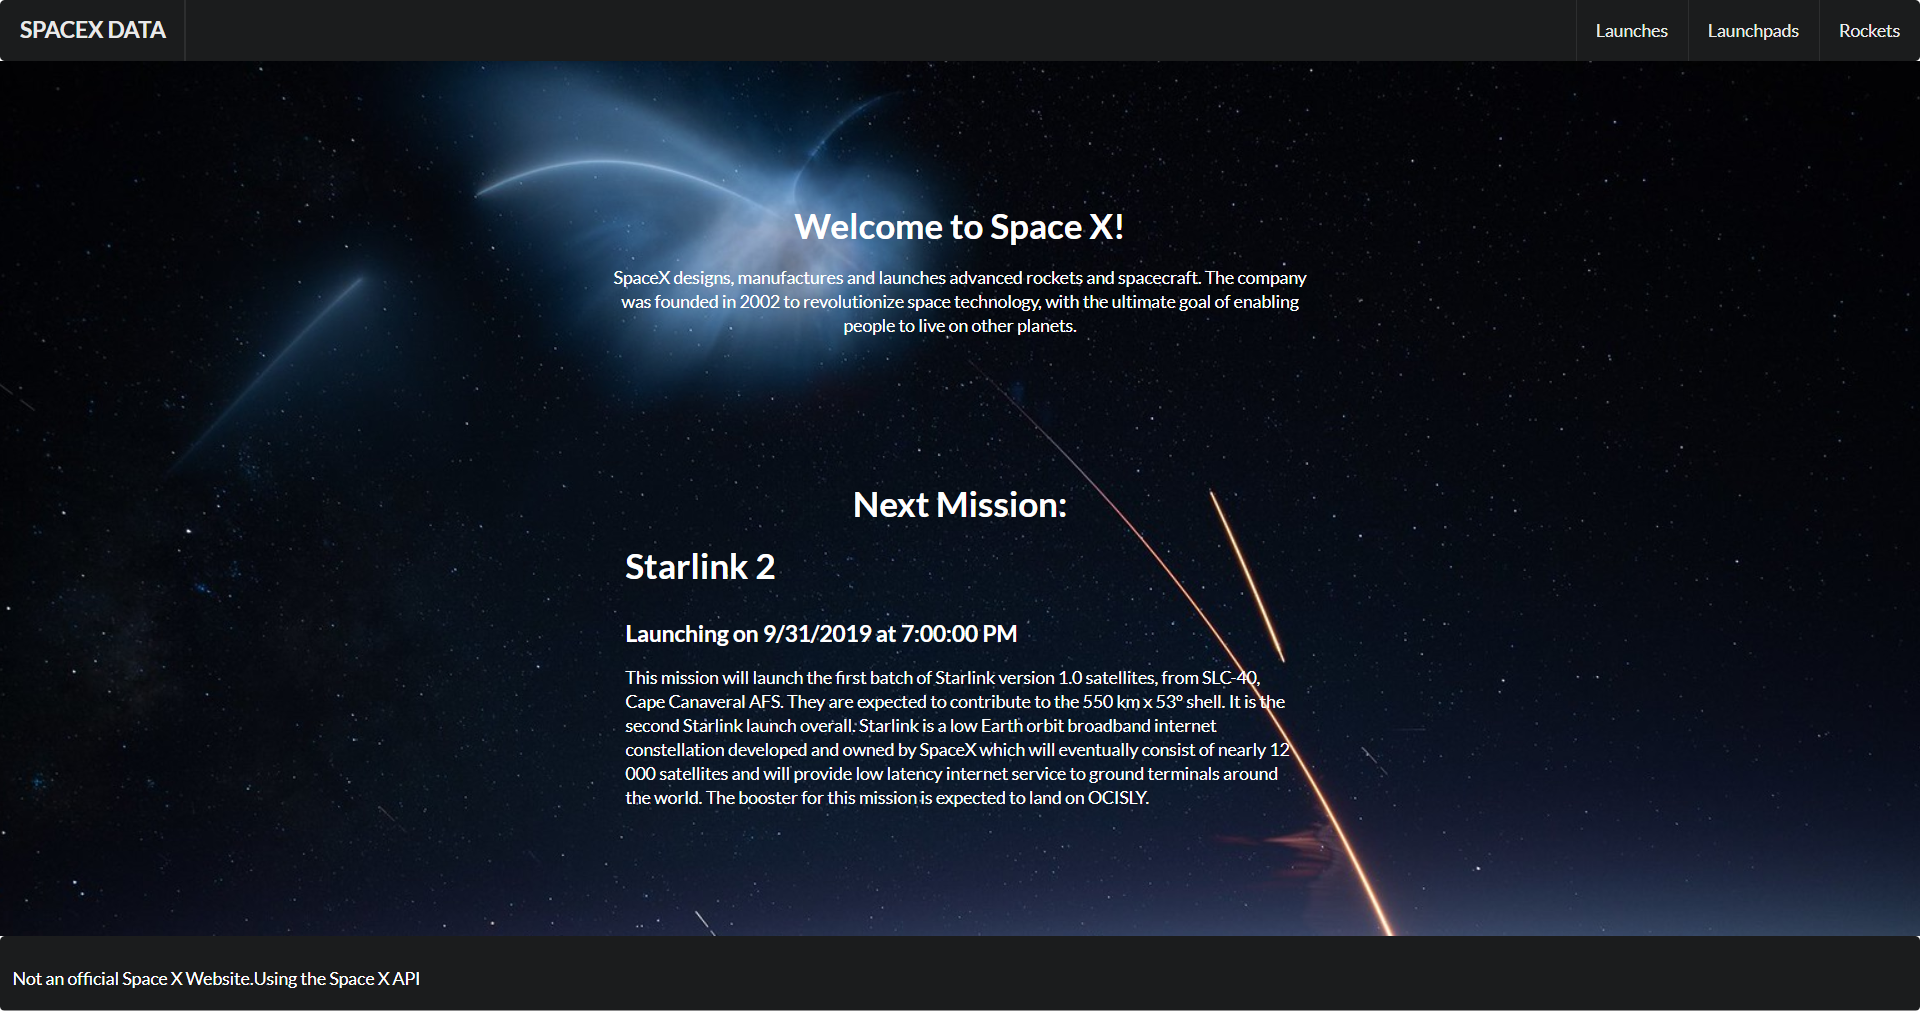 SPACEX DATA
Launches
Launchpads
Rockets
Welcome to Space X!
SpaceX designs, manufactures and launches advanced rockets and spacecraft. The company
was founded in 2002 to revolutionize space technology, with the ultimate goal of enabling
people to live on other planets.
Next Mission:
Starlink 2
Launching on 9/31/2019 at 7:00:00 PM
This mission will launch the first batch of Starlink version 1.0 satellites, from SLC-40,
Cape Canaveral AFS. They are expected to contribute to the 550 km x 53° shell. It is the
second Starlink launch overall. Starlink is a low Earth orbit broadband internet
constellation developed and owned by SpaceX which will eventually consist of nearly 12
000 satellites and will provide low latency internet service to ground terminals around
the world. The booster for this mission is expected to land on OCISLY.
Not an official Space X Website.Using the Space X API